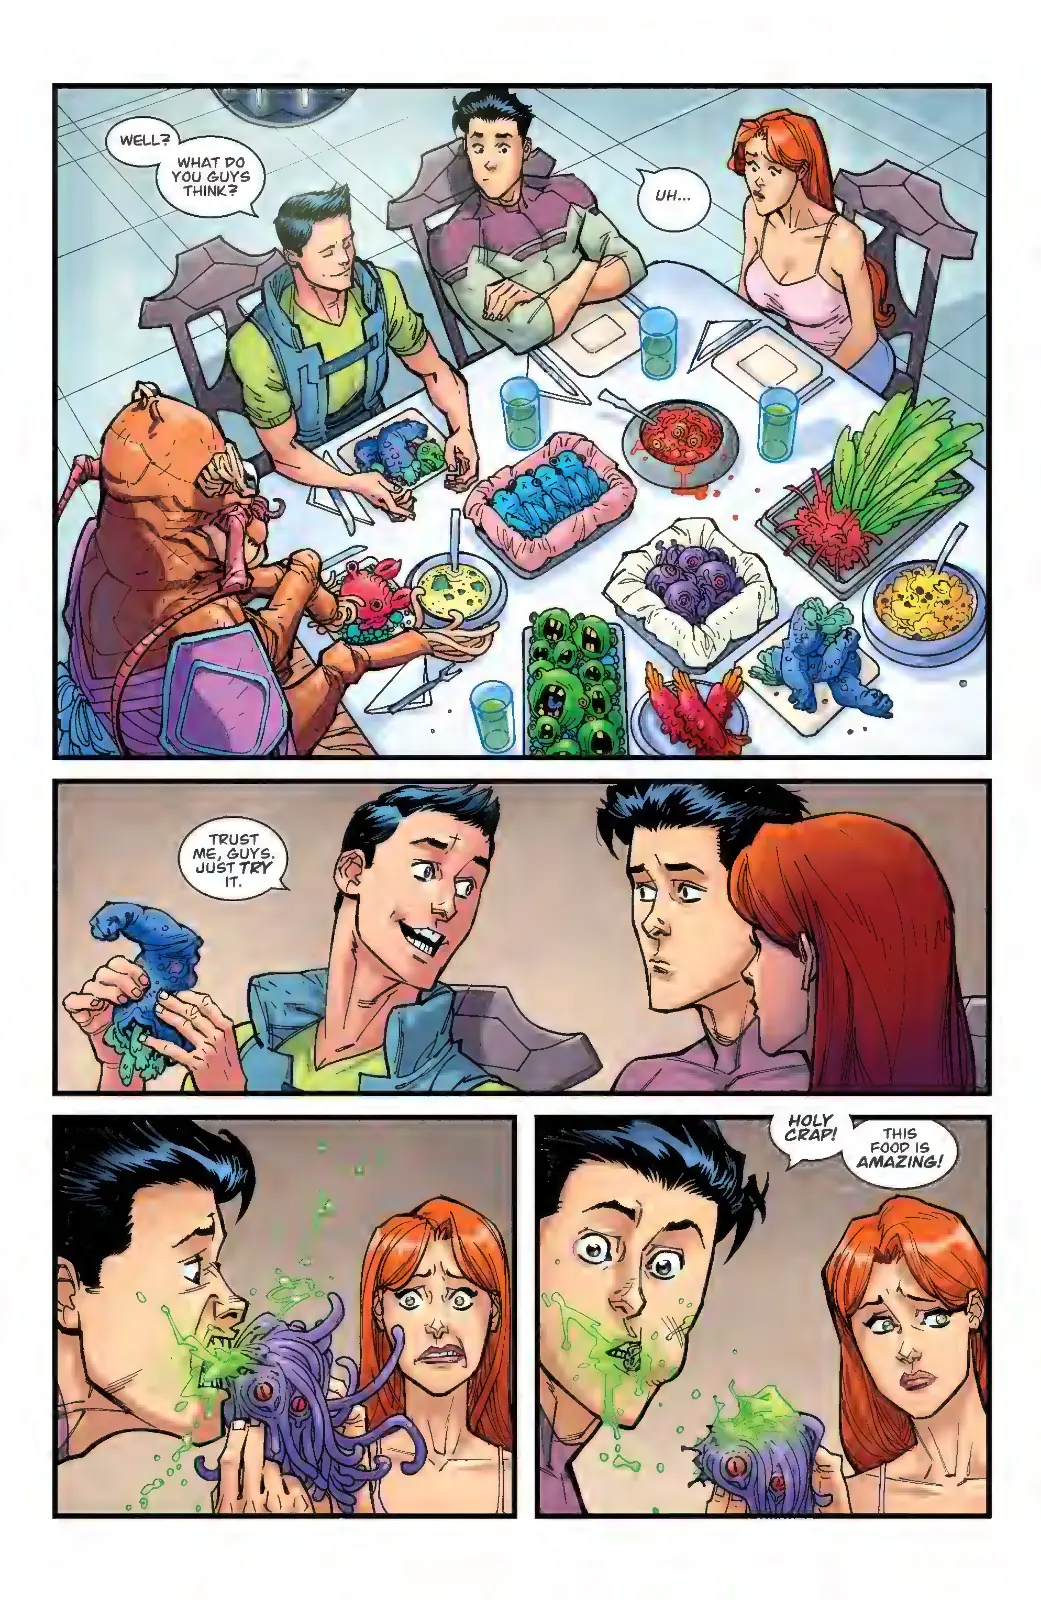 WELL?
WHAT DO
YOU GUYS
THINK?
UH...
TRUST
ME, GUYS.
JUST TRY
IT.
HOLY
CRAP!
THIS
FOOD IS
AMAZING!